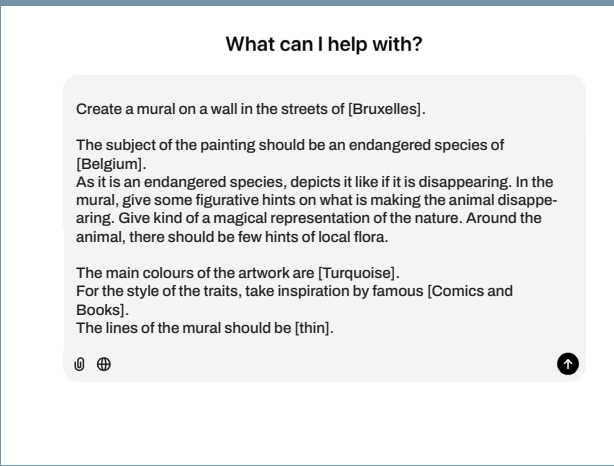 What can I help with?
Create a mural on a wall in the streets of [Bruxelles].
The subject of the painting should be an endangered species of
[Belgium].
As it is an endangered species, depicts it like if it is disappearing. In the
mural, give some figurative hints on what is making the animal disappe-
aring. Give kind of a magical representation of the nature. Around the
animal, there should be few hints of local flora.
The main colours of the artwork are [Turquoise].
For the style of the traits, take inspiration by famous [Comics and
Books].
The lines of the mural should be [thin].